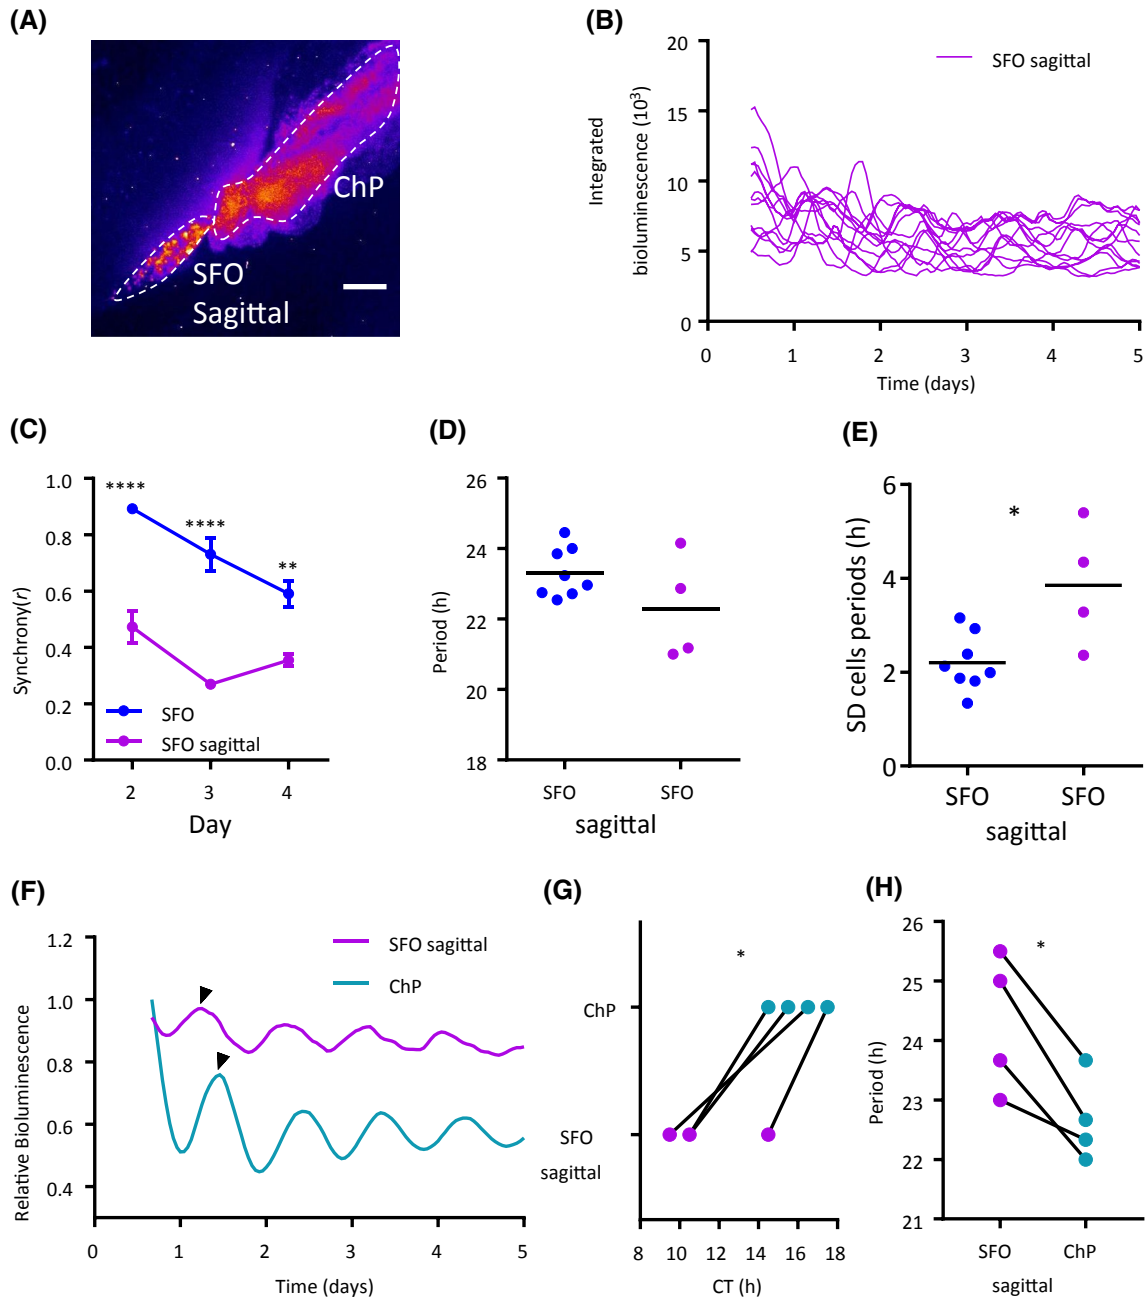 (A)
ChP
SFO
Sagittal
(B)
Integrated
bioluminescence (10³)
20
15
10
5
0
SFO sagittal
0 1 2 3 4 5
Time (days)
(C)
Synchrony(r)
1.0
0.8
0.6
0.4
0.2
0.0
****
****
**
SFO
SFO sagittal
2 3 4
Day
(D)
Period (h)
26
24
22
20
18
SFO SFO
sagittal
(E)
SD cells periods (h)
6
4
2
0
*
SFO SFO
sagittal
(F)
Relative Bioluminescence
1.2
1.0
0.8
0.6
0.4
SFO sagittal
ChP
0 1 2 3 4 5
Time (days)
(G)
*
ChP
SFO
sagittal
8 10 12 14 16 18
CT (h)
(H)
Period (h)
26
25
24
23
22
21
*
SFO ChP
sagittal